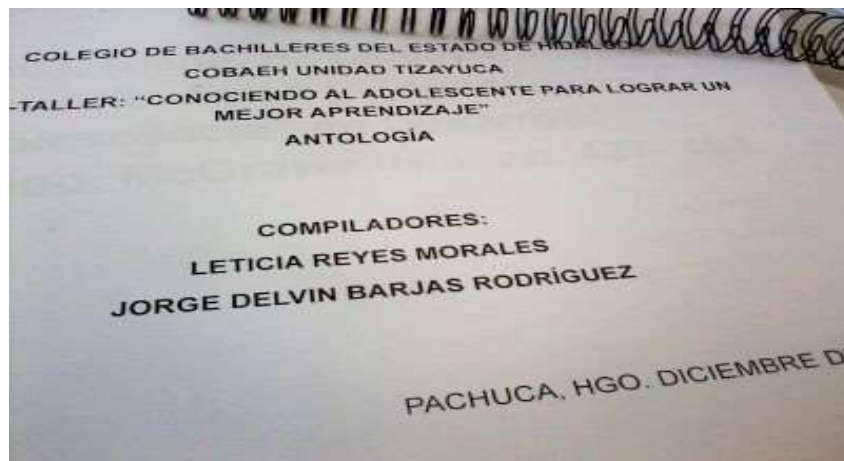 COLEGIO DE BACHILLERES DEL ESTADO DE HIDALGO
COBAEH UNIDAD TIZAYUCA
-TALLER: “CONOCIENDO AL ADOLESCENTE PARA LOGRAR UN
MEJOR APRENDIZAJE”
ANTOLOGÍA
COMPILADORES:
LETICIA REYES MORALES
JORGE DELVIN BARJAS RODRÍGUEZ
PACHUCA, HGO. DICIEMBRE D